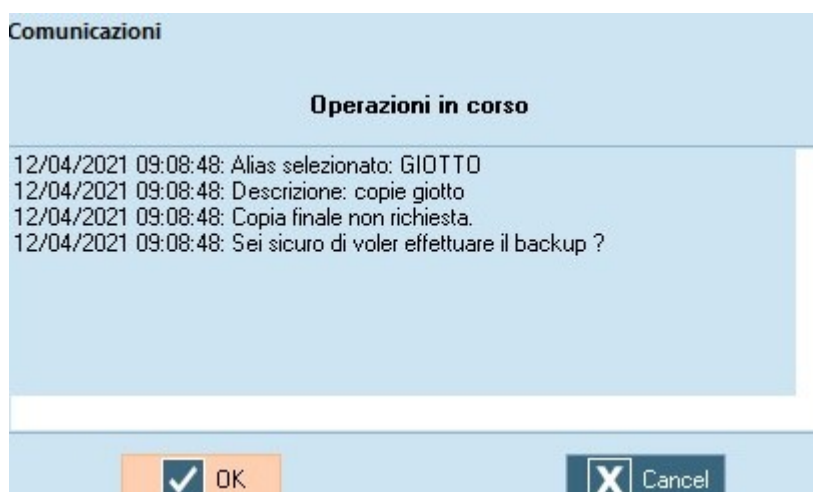 Comunicazioni
Operazioni in corso
12/04/2021 09:08:48: Alias selezionato: GIOTTO
12/04/2021 09:08:48: Descrizione: copie giotto
12/04/2021 09:08:48: Copia finale non richiesta.
12/04/2021 09:08:48: Sei sicuro di voler effettuare il backup ?
OK
Cancel